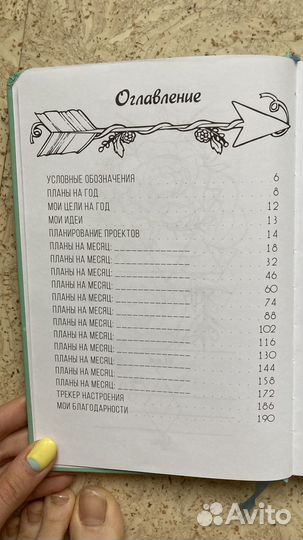 Оглавление
УСЛОВНЫЕ ОБОЗНАЧЕНИЯ 6
ПЛАНЫ НА ГОД 8
МОИ ЦЕЛИ НА ГОД 12
МОИ ИДЕИ 13
ПЛАНИРОВАНИЕ ПРОЕКТОВ 14
ПЛАНЫ НА МЕСЯЦ: 18
ПЛАНЫ НА МЕСЯЦ: 32
ПЛАНЫ НА МЕСЯЦ: 46
ПЛАНЫ НА МЕСЯЦ: 60
ПЛАНЫ НА МЕСЯЦ: 74
ПЛАНЫ НА МЕСЯЦ: 88
ПЛАНЫ НА МЕСЯЦ: 102
ПЛАНЫ НА МЕСЯЦ: 116
ПЛАНЫ НА МЕСЯЦ: 130
ПЛАНЫ НА МЕСЯЦ: 144
ПЛАНЫ НА МЕСЯЦ: 158
ПЛАНЫ НА МЕСЯЦ: 172
ТРЕКЕР НАСТРОЕНИЯ 186
МОИ БЛАГОДАРНОСТИ 190
Avito